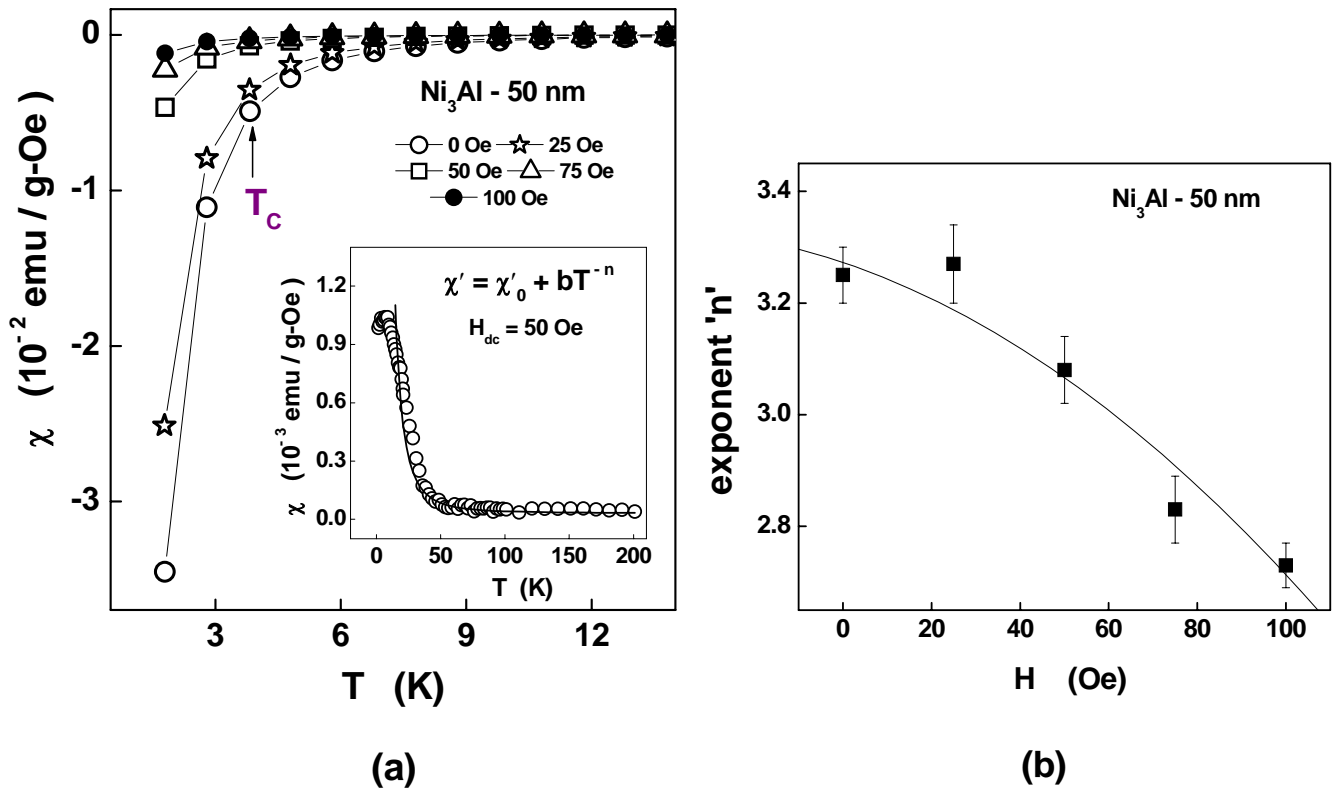 0
-1
-2
-3
χ (10⁻² emu / g-Oe)
Ni₃Al - 50 nm
0 Oe 25 Oe
50 Oe 75 Oe
100 Oe
T_C
χ′ = χ′₀ + bT⁻ⁿ
H_dc = 50 Oe
1.2
0.9
0.6
0.3
0.0
χ (10⁻³ emu / g-Oe)
0 50 100 150 200
T (K)
3 6 9 12
T (K)
(a)
Ni₃Al - 50 nm
3.4
3.2
3.0
2.8
exponent 'n'
0 20 40 60 80 100
H (Oe)
(b)